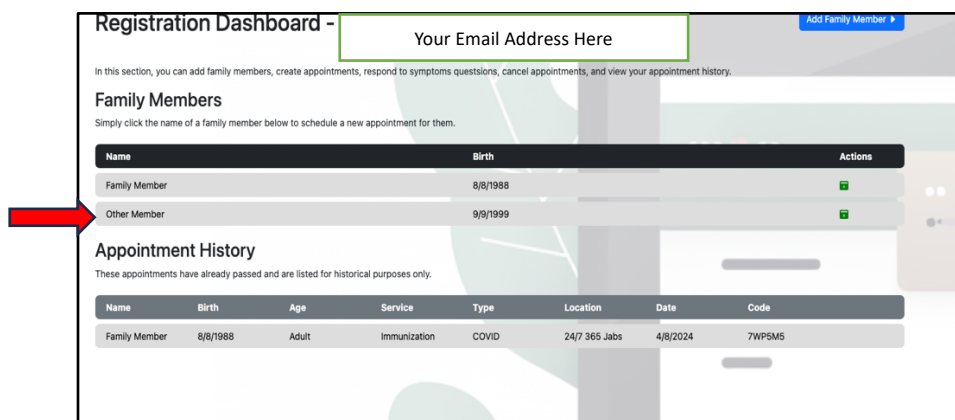 Registration Dashboard -
Your Email Address Here
Add Family Member
In this section, you can add family members, create appointments, respond to symptoms questsions, cancel appointments, and view your appointment history.
Family Members
Simply click the name of a family member below to schedule a new appointment for them.
Name Birth Actions
Family Member 8/8/1988
Other Member 9/9/1999
Appointment History
These appointments have already passed and are listed for historical purposes only.
Name Birth Age Service Type Location Date Code
Family Member 8/8/1988 Adult Immunization COVID 24/7 365 Jabs 4/8/2024 7WP5M5